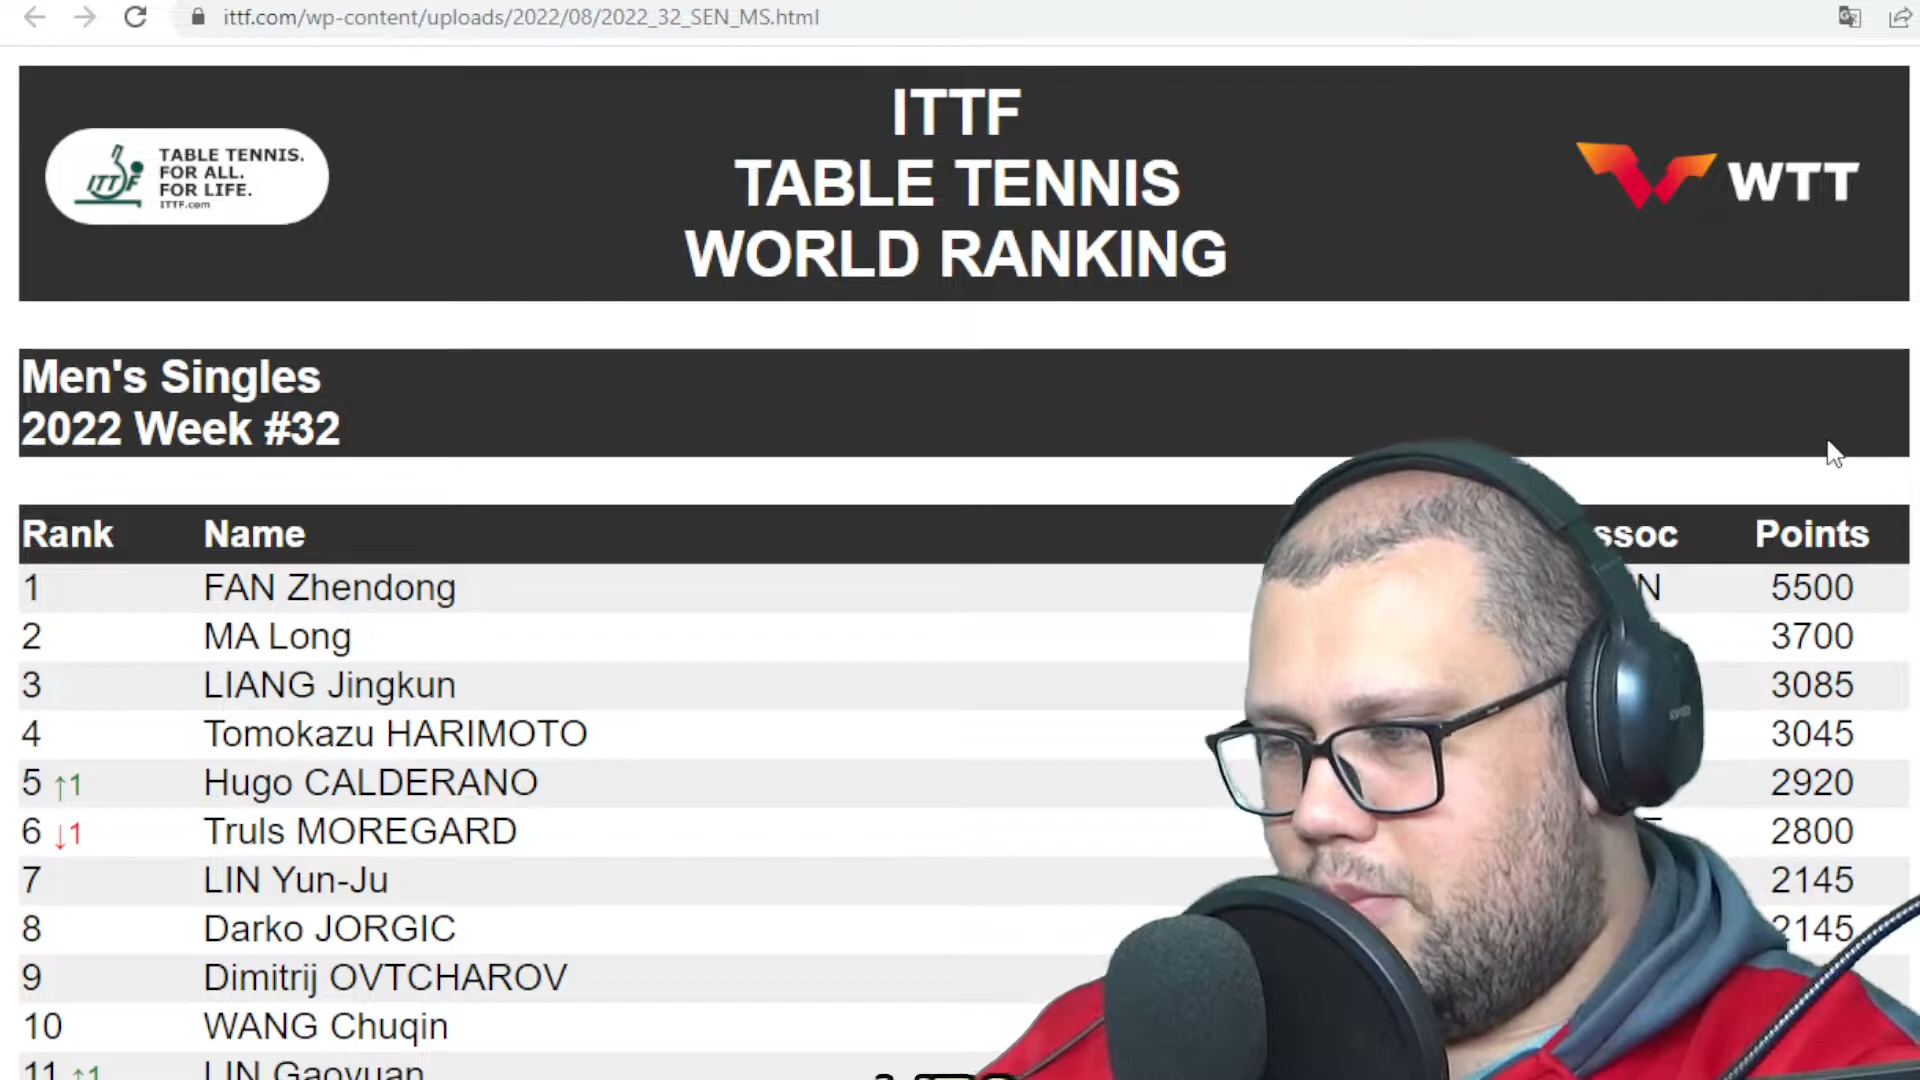 ittf.com/wp-content/uploads/2022/08/2022_32_SEN_MS.html
ITTF
TABLE TENNIS
WORLD RANKING
ITTF
TABLE TENNIS.
FOR ALL.
FOR LIFE.
ITTF.com
WTT
Men's Singles
2022 Week #32
Rank Name ssoc Points
1 FAN Zhendong N 5500
2 MA Long 3700
3 LIANG Jingkun 3085
4 Tomokazu HARIMOTO 3045
5 ↑1 Hugo CALDERANO 2920
6 ↓1 Truls MOREGARD 2800
7 LIN Yun-Ju 2145
8 Darko JORGIC 2145
9 Dimitrij OVTCHAROV
10 WANG Chuqin
11 ↑1 LIN Gaoyuan